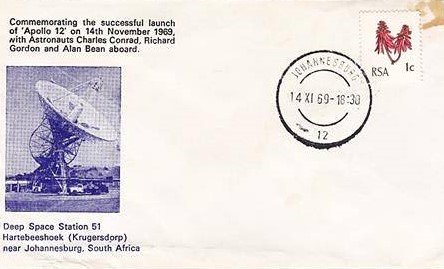 Commemorating the successful launch
of 'Apollo 12' on 14th November 1969,
with Astronauts Charles Conrad, Richard
Gordon and Alan Bean aboard.
JOHANNESBURG
14 XI 69-18:30
12
RSA 1c
Deep Space Station 51
Hartebeeshoek (Krugersdorp)
near Johannesburg, South Africa